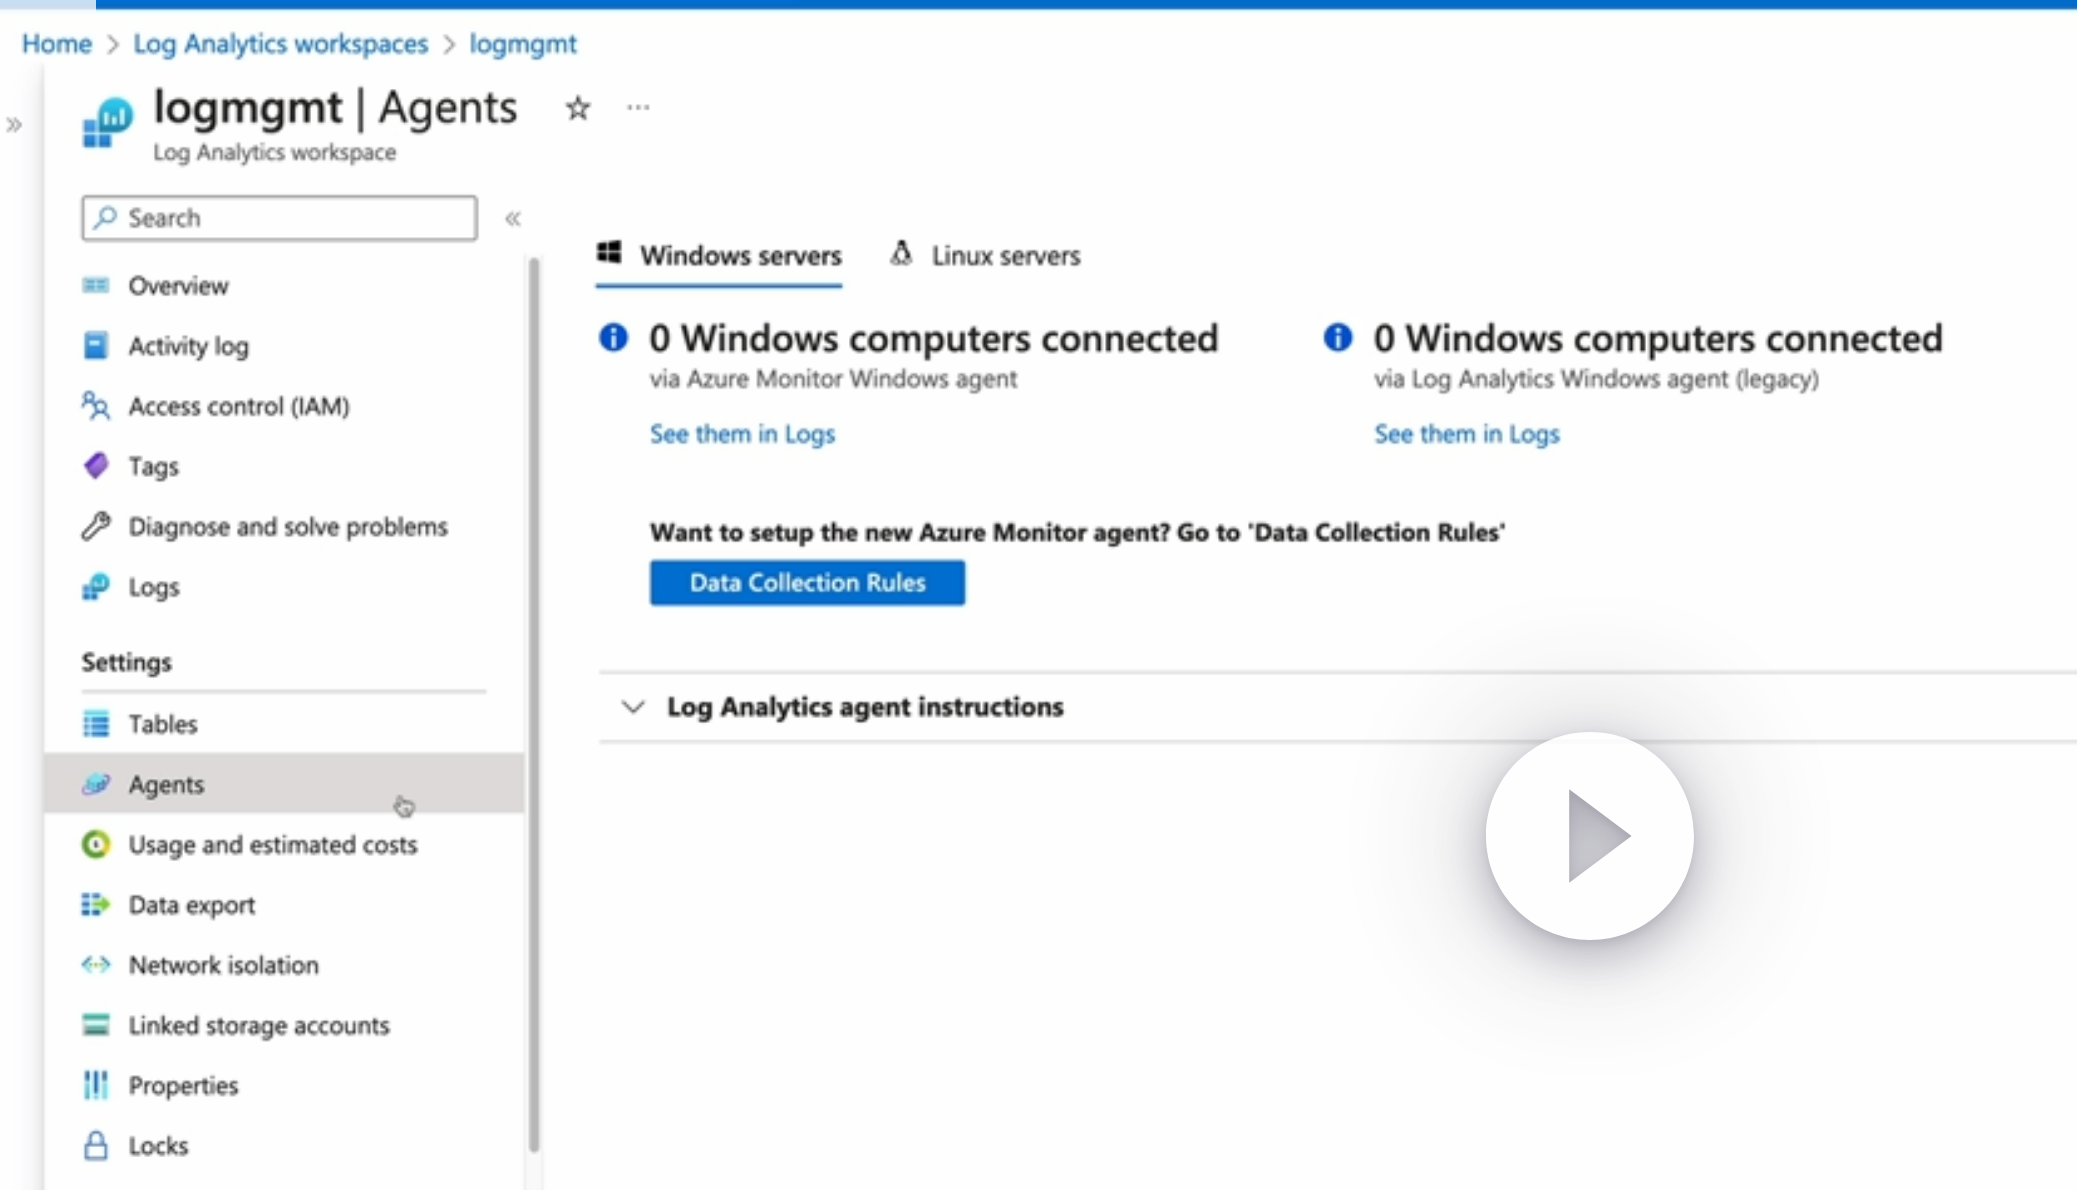 Home > Log Analytics workspaces > logmgmt
logmgmt | Agents
Log Analytics workspace
Search
Overview
Activity log
Access control (IAM)
Tags
Diagnose and solve problems
Logs
Settings
Tables
Agents
Usage and estimated costs
Data export
Network isolation
Linked storage accounts
Properties
Locks
Windows servers
Linux servers
0 Windows computers connected
via Azure Monitor Windows agent
See them in Logs
0 Windows computers connected
via Log Analytics Windows agent (legacy)
See them in Logs
Want to setup the new Azure Monitor agent? Go to 'Data Collection Rules'
Data Collection Rules
Log Analytics agent instructions